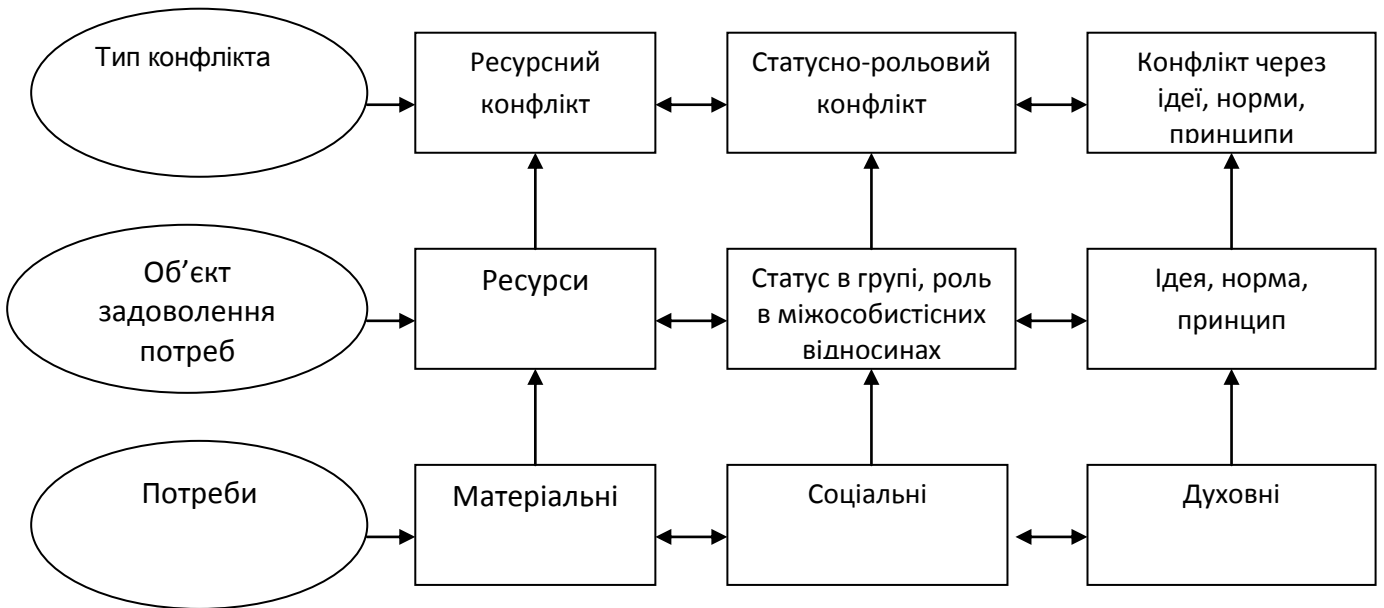 Тип конфлікта
Ресурсний
конфлікт
Статусно-рольовий
конфлікт
Конфлікт через
ідеї, норми,
принципи
Об’єкт
задоволення
потреб
Ресурси
Статус в групі, роль
в міжособистісних
відносинах
Ідея, норма,
принцип
Потреби
Матеріальні
Соціальні
Духовні